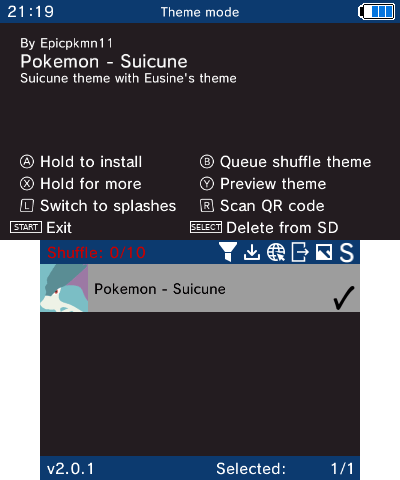 21:19 Theme mode
By Epicpkmn11
Pokemon - Suicune
Suicune theme with Eusine's theme
A Hold to install B Queue shuffle theme
X Hold for more Y Preview theme
L Switch to splashes R Scan QR code
START Exit SELECT Delete from SD
Shuffle: 0/10 S
Pokemon - Suicune
v2.0.1 Selected: 1/1